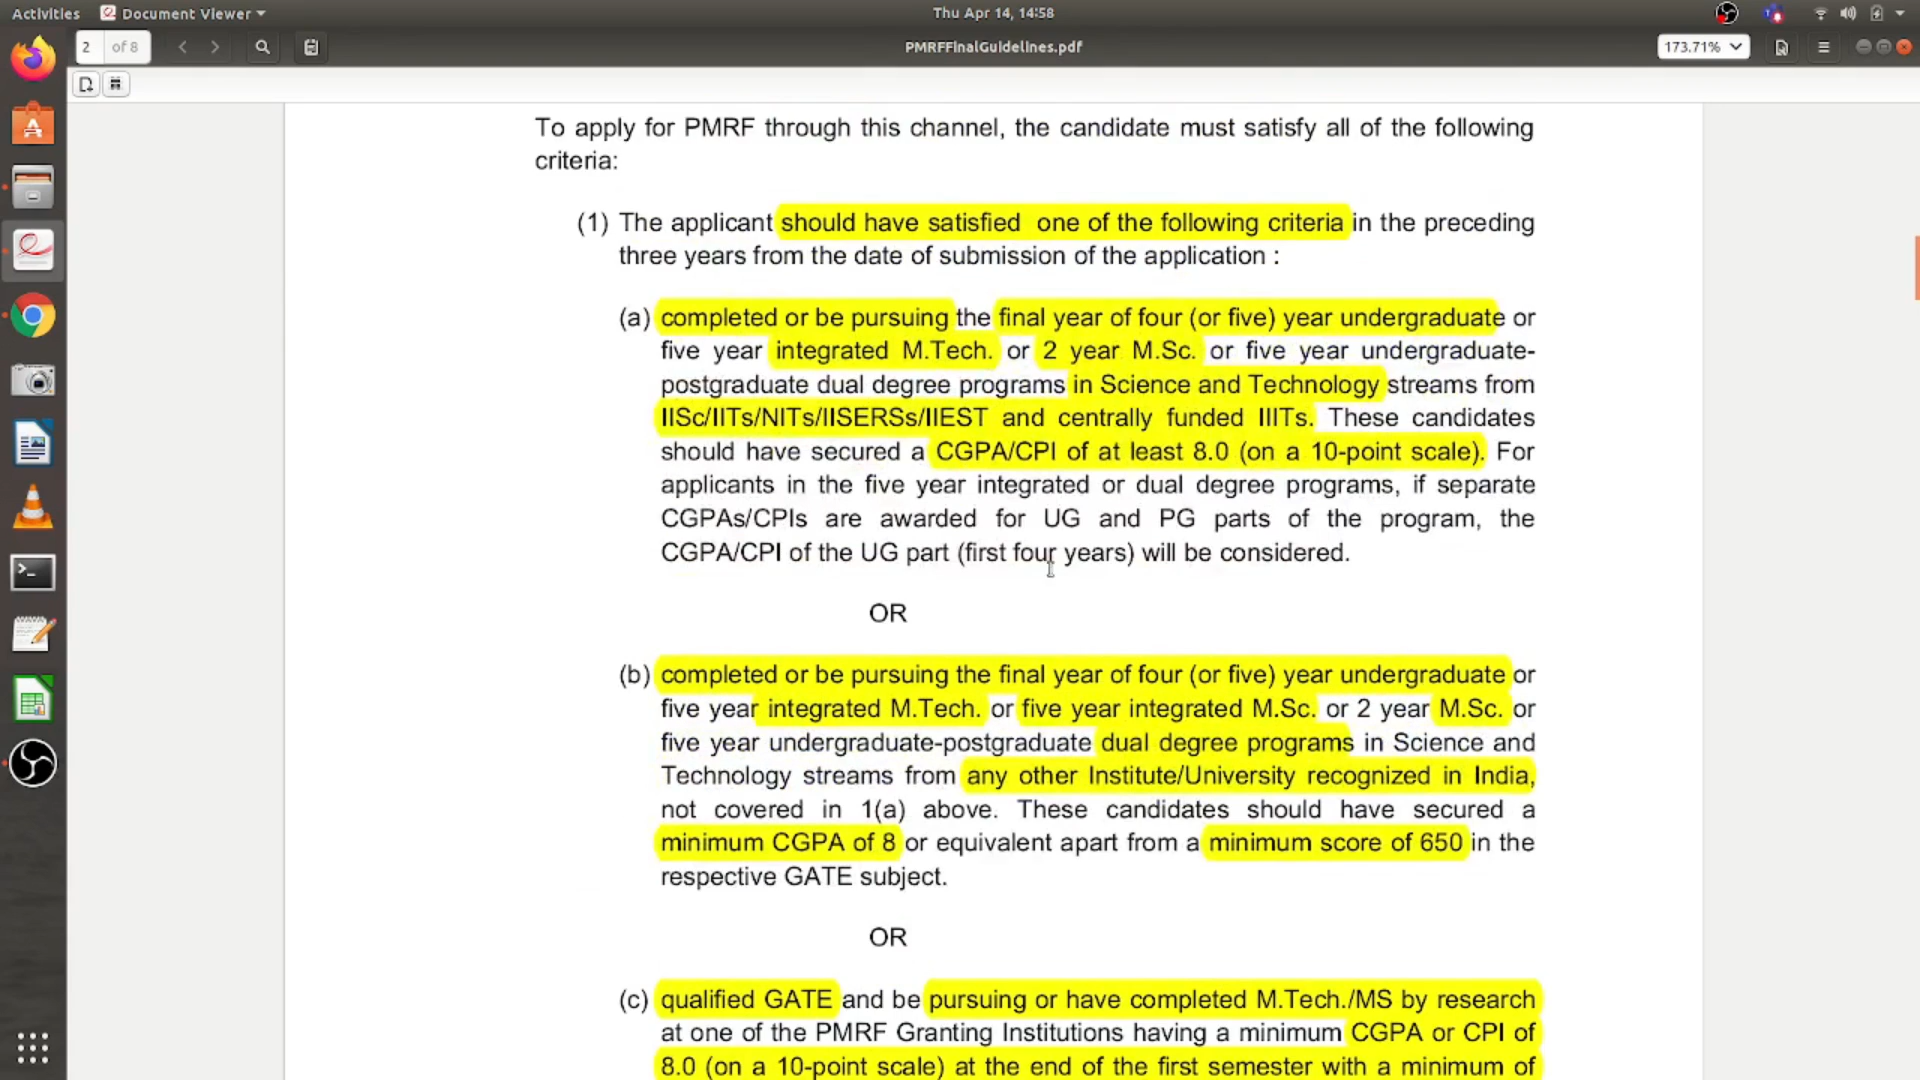 Activities Document Viewer Thu Apr 14, 14:58
2 of 8 PMRFFinalGuidelines.pdf 173.71%
To apply for PMRF through this channel, the candidate must satisfy all of the following
criteria:
(1) The applicant should have satisfied one of the following criteria in the preceding
three years from the date of submission of the application :
(a) completed or be pursuing the final year of four (or five) year undergraduate or
five year integrated M.Tech. or 2 year M.Sc. or five year undergraduate-
postgraduate dual degree programs in Science and Technology streams from
IISc/IITs/NITs/IISERSs/IIEST and centrally funded IIITs. These candidates
should have secured a CGPA/CPI of at least 8.0 (on a 10-point scale). For
applicants in the five year integrated or dual degree programs, if separate
CGPAs/CPIs are awarded for UG and PG parts of the program, the
CGPA/CPI of the UG part (first four years) will be considered.
OR
(b) completed or be pursuing the final year of four (or five) year undergraduate or
five year integrated M.Tech. or five year integrated M.Sc. or 2 year M.Sc. or
five year undergraduate-postgraduate dual degree programs in Science and
Technology streams from any other Institute/University recognized in India,
not covered in 1(a) above. These candidates should have secured a
minimum CGPA of 8 or equivalent apart from a minimum score of 650 in the
respective GATE subject.
OR
(c) qualified GATE and be pursuing or have completed M.Tech./MS by research
at one of the PMRF Granting Institutions having a minimum CGPA or CPI of
8.0 (on a 10-point scale) at the end of the first semester with a minimum of